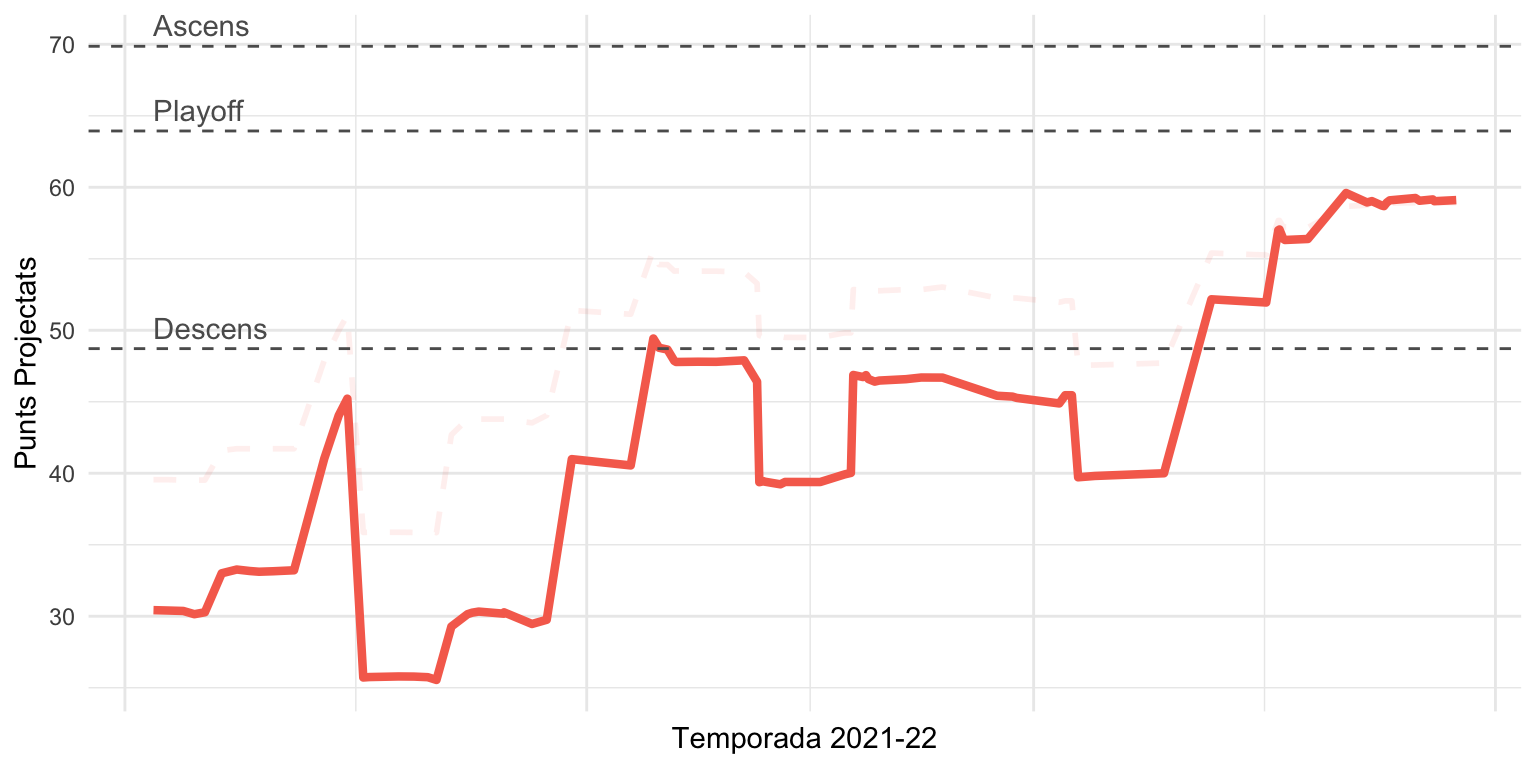 Ascens
70
Playoff
60
Descens
50
40
30
Punts Projectats
Temporada 2021-22